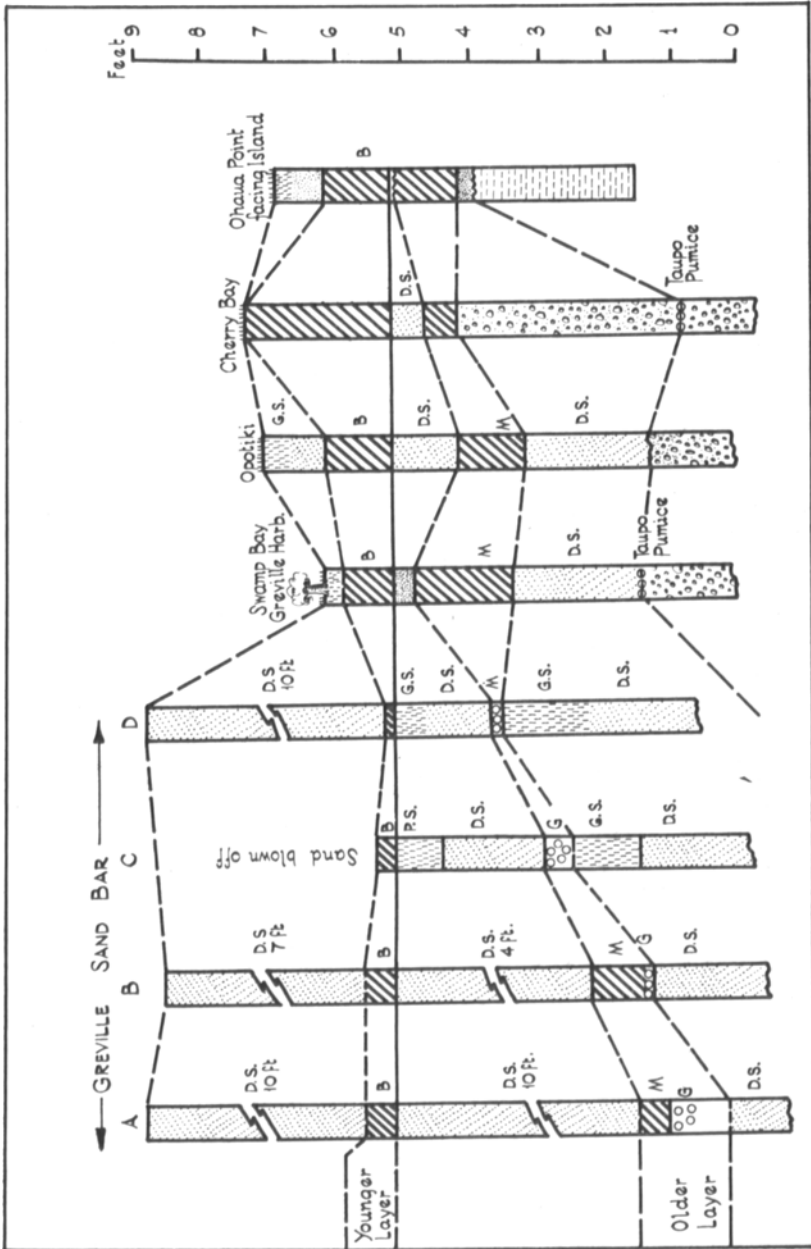 ← GREVILLE SAND BAR →
A
B
C
D
Swamp Bay
Greville Harb.
Opotiki
Cherry Bay
Ohaua Point
facing Island
Feet
9
8
7
6
5
4
3
2
1
0
D.S.
10 Ft
B
D.S.
10 Ft.
M
G
D.S.
D.S
7 Ft
B
D.S.
4 Ft.
M
G
D.S.
Sand blown off
B
P.S.
D.S.
G
G.S.
D.S.
D.S
10 Ft
G.S.
D.S.
M
G.S.
D.S.
B
M
D.S.
Taupo
Pumice
G.S.
B
D.S.
M
D.S.
D.S.
Taupo
Pumice
B
Younger
Layer
Older
Layer